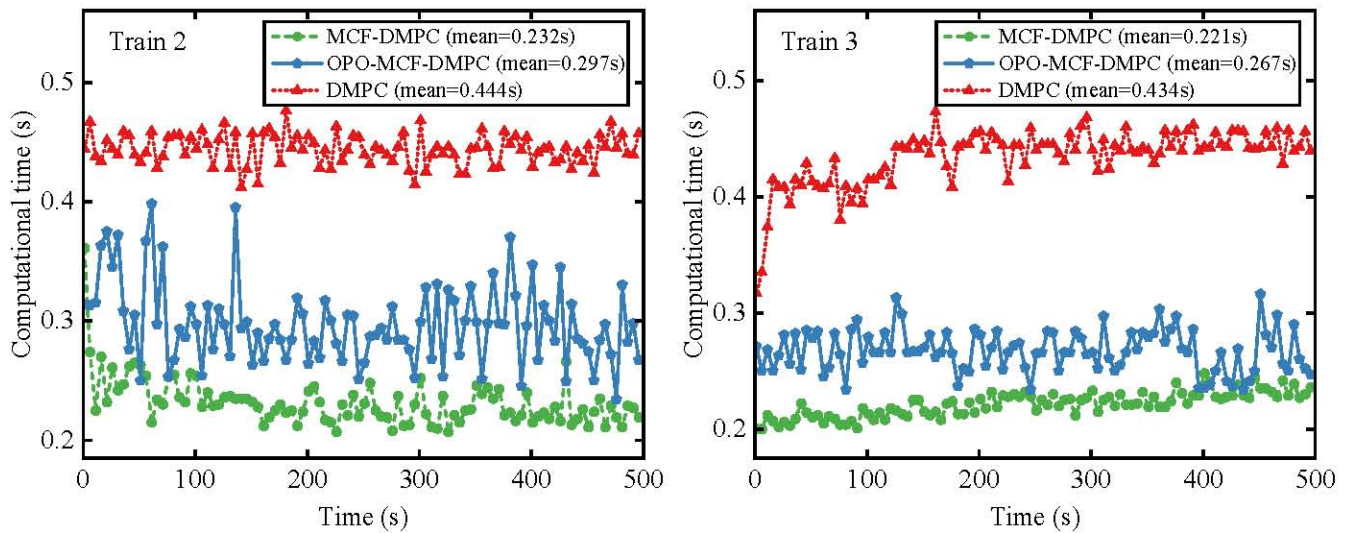 Train 2
MCF-DMPC (mean=0.232s)
OPO-MCF-DMPC (mean=0.297s)
DMPC (mean=0.444s)
0.5
0.4
0.3
0.2
Computational time (s)
0 100 200 300 400 500
Time (s)
Train 3
MCF-DMPC (mean=0.221s)
OPO-MCF-DMPC (mean=0.267s)
DMPC (mean=0.434s)
0.5
0.4
0.3
0.2
Computational time (s)
0 100 200 300 400 500
Time (s)